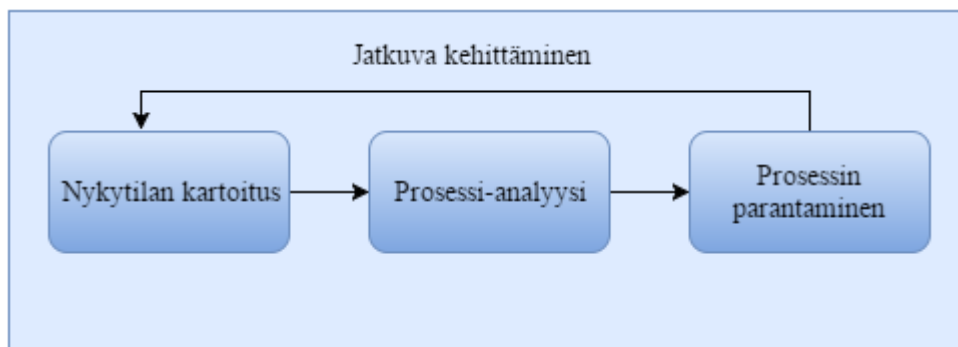 Jatkuva kehittäminen
Nykytilan kartoitus
Prosessi-analyysi
Prosessin
parantaminen